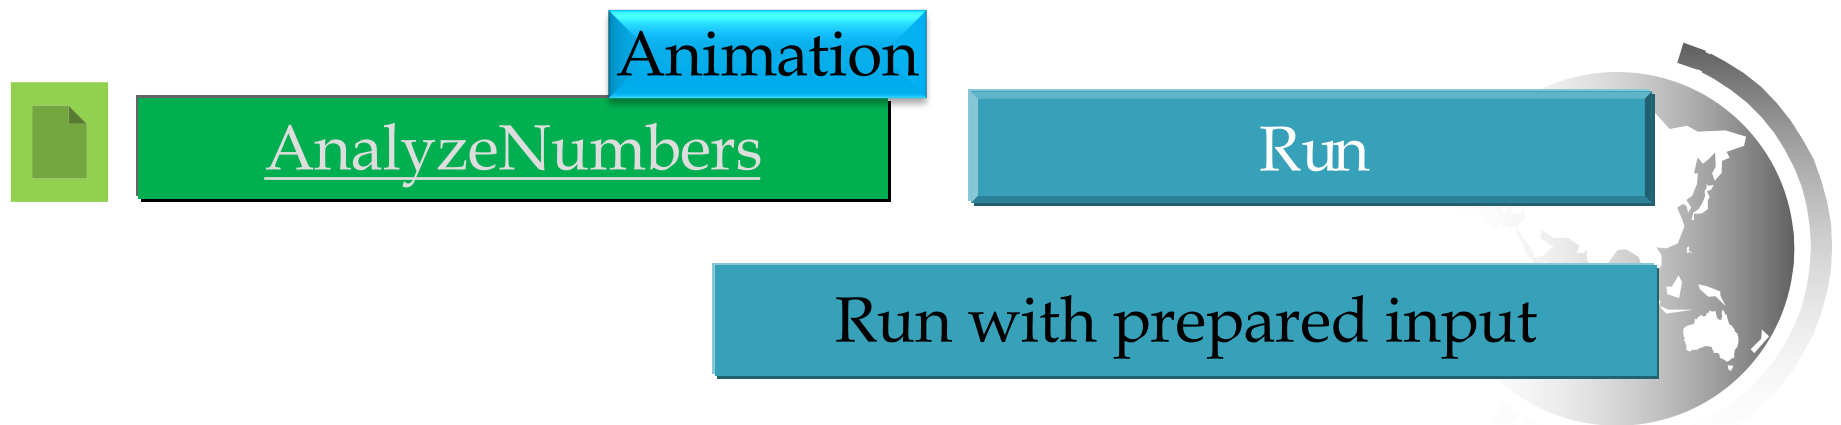 Animation
AnalyzeNumbers
Run
Run with prepared input